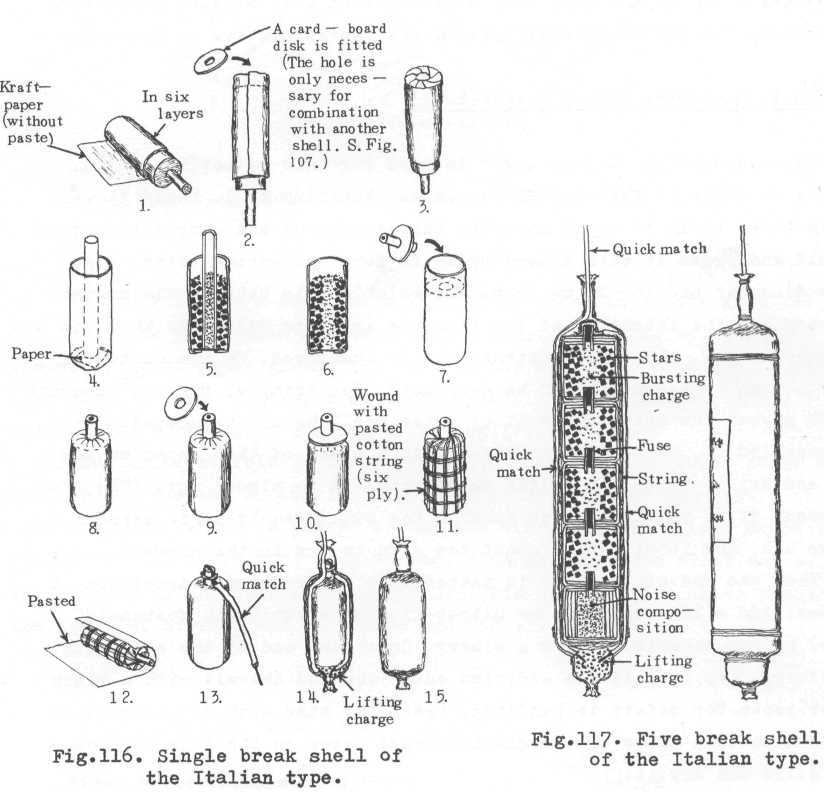 A card — board
disk is fitted
(The hole is
only neces —
sary for
combination
with another
shell. S. Fig.
107.)
Kraft—
paper
(without
paste)
In six
layers
1.
2.
3.
Paper
4.
5.
6.
7.
8.
9.
10.
Wound
with
pasted
cotton
string
(six
ply).
11.
Pasted
12.
13.
Quick
match
14.
Lifting
charge
15.
Fig.116. Single break shell of
the Italian type.
Quick match
Stars
Bursting
charge
Fuse
Quick
match
String.
Quick
match
Noise
compo—
sition
Lifting
charge
Fig.117. Five break shell
of the Italian type.